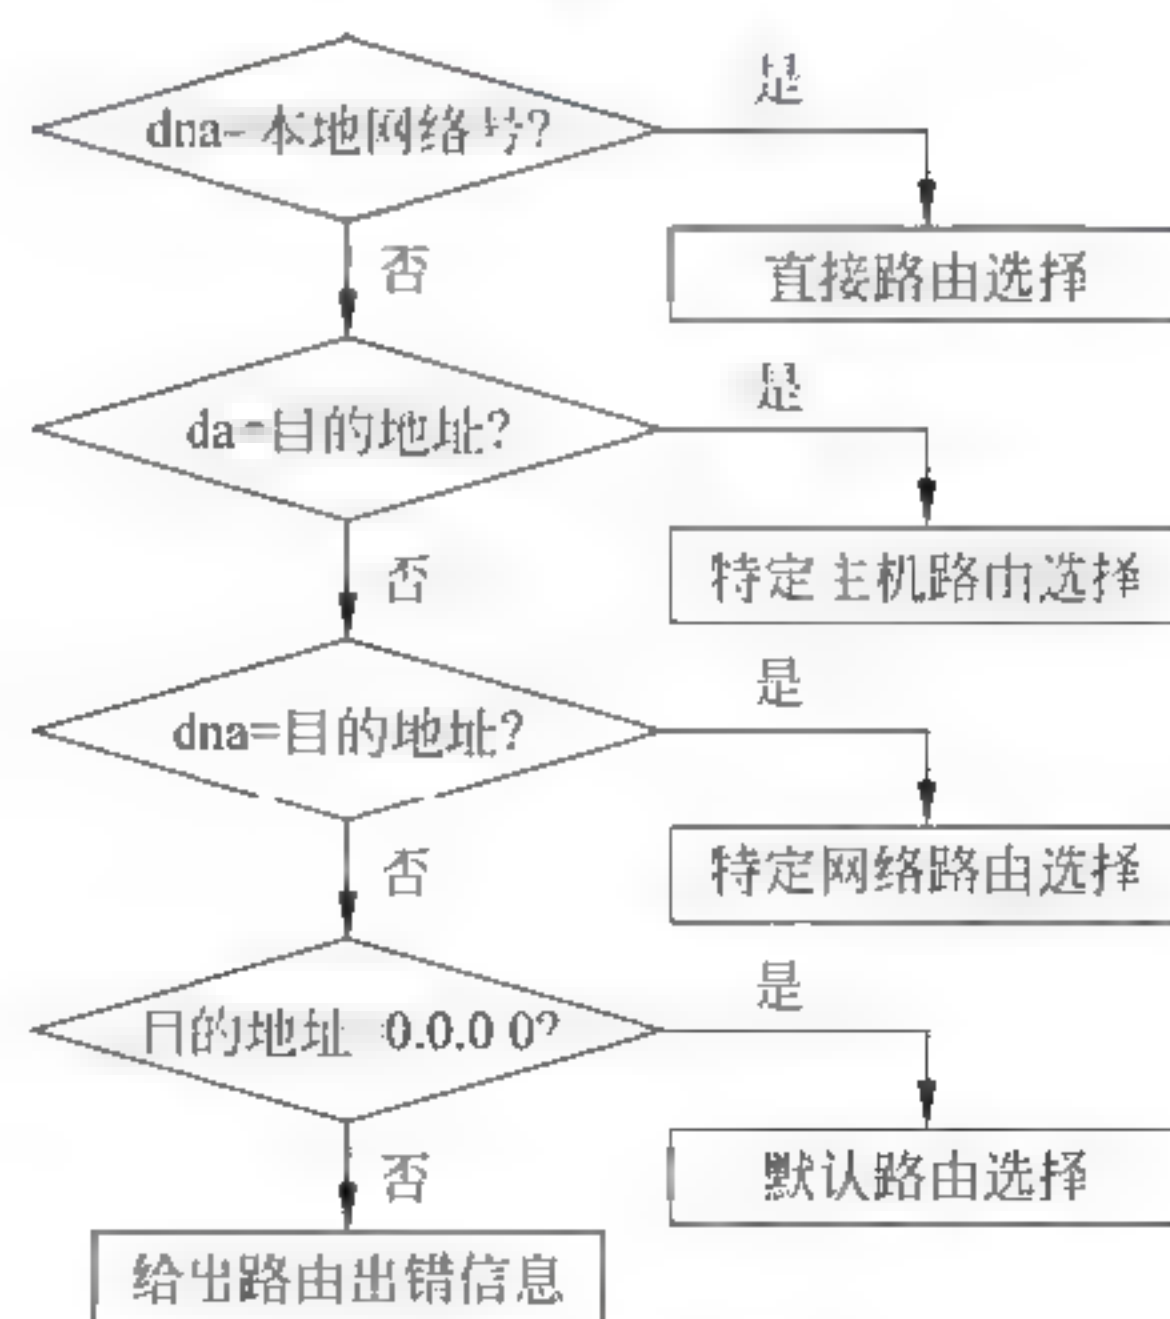 dna=本地网络号?
是
否
直接路由选择
da=目的地址?
是
否
特定主机路由选择
dna=目的地址?
是
否
特定网络路由选择
目的地址=0.0.0.0?
是
否
默认路由选择
给出路由出错信息